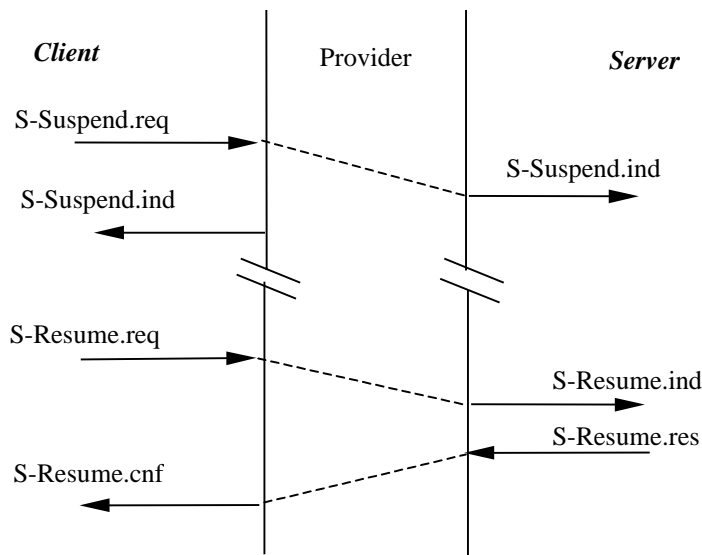 Client
Provider
Server
S-Suspend.req
S-Suspend.ind
S-Suspend.ind
S-Resume.req
S-Resume.ind
S-Resume.res
S-Resume.cnf